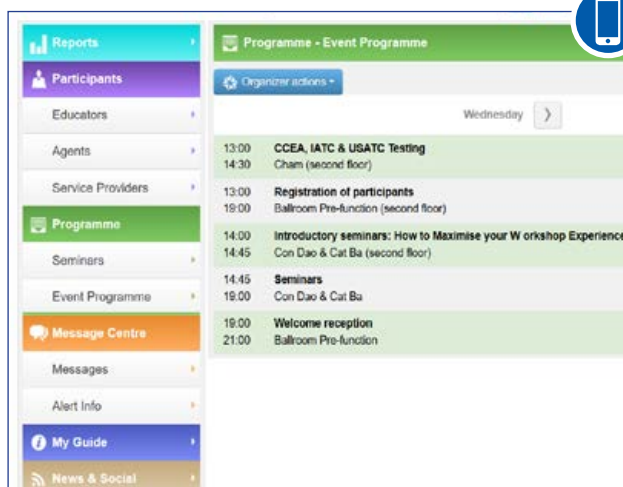 Reports
Participants
Educators
Agents
Service Providers
Programme
Seminars
Event Programme
Message Centre
Messages
Alert Info
My Guide
News & Social
Programme - Event Programme
Organizer actions
Wednesday
13:00 CCEA, IATC & USATC Testing
14:30 Cham (second floor)
13:00 Registration of participants
19:00 Ballroom Pre-function (second floor)
14:00 Introductory seminars: How to Maximise your W orkshop Experience
14:45 Con Dao & Cat Ba (second floor)
14:45 Seminars
19:00 Con Dao & Cat Ba
19:00 Welcome reception
21:00 Ballroom Pre-function